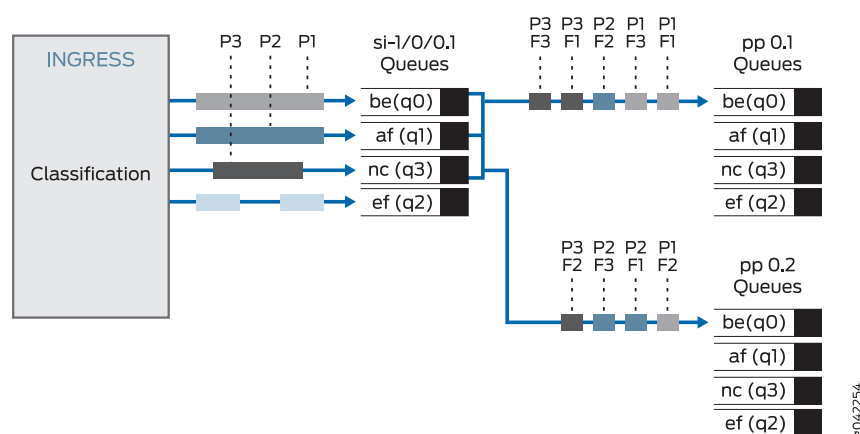 INGRESS
Classification
P3 P2 P1
si-1/0/0.1
Queues
be(q0)
af (q1)
nc (q3)
ef (q2)
P3 P3 P2 P1 P1
F3 F1 F2 F3 F1
pp 0.1
Queues
be(q0)
af (q1)
nc (q3)
ef (q2)
P3 P2 P2 P1
F2 F3 F1 F2
pp 0.2
Queues
be(q0)
af (q1)
nc (q3)
ef (q2)
g042254